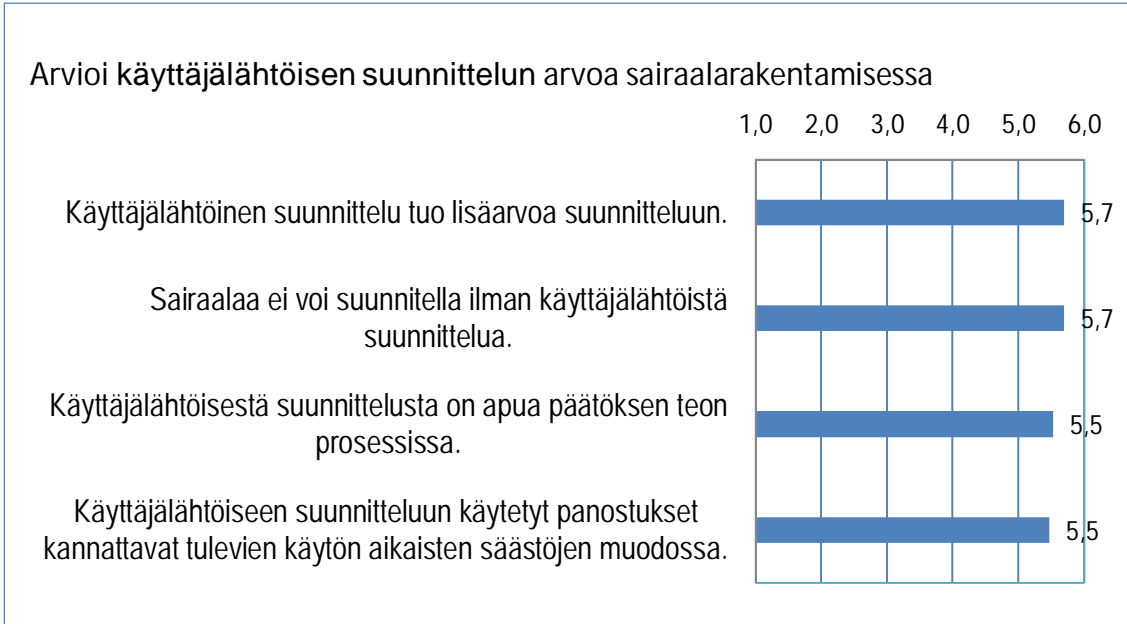 Arvioi käyttäjälähtöisen suunnittelun arvoa sairaalarakentamisessa
1,0 2,0 3,0 4,0 5,0 6,0
Käyttäjälähtöinen suunnittelu tuo lisäarvoa suunnitteluun.
5,7
Sairaalaa ei voi suunnitella ilman käyttäjälähtöistä
suunnittelua.
5,7
Käyttäjälähtöisestä suunnittelusta on apua päätöksen teon
prosessissa.
5,5
Käyttäjälähtöiseen suunnitteluun käytetyt panostukset
kannattavat tulevien käytön aikaisten säästöjen muodossa.
5,5